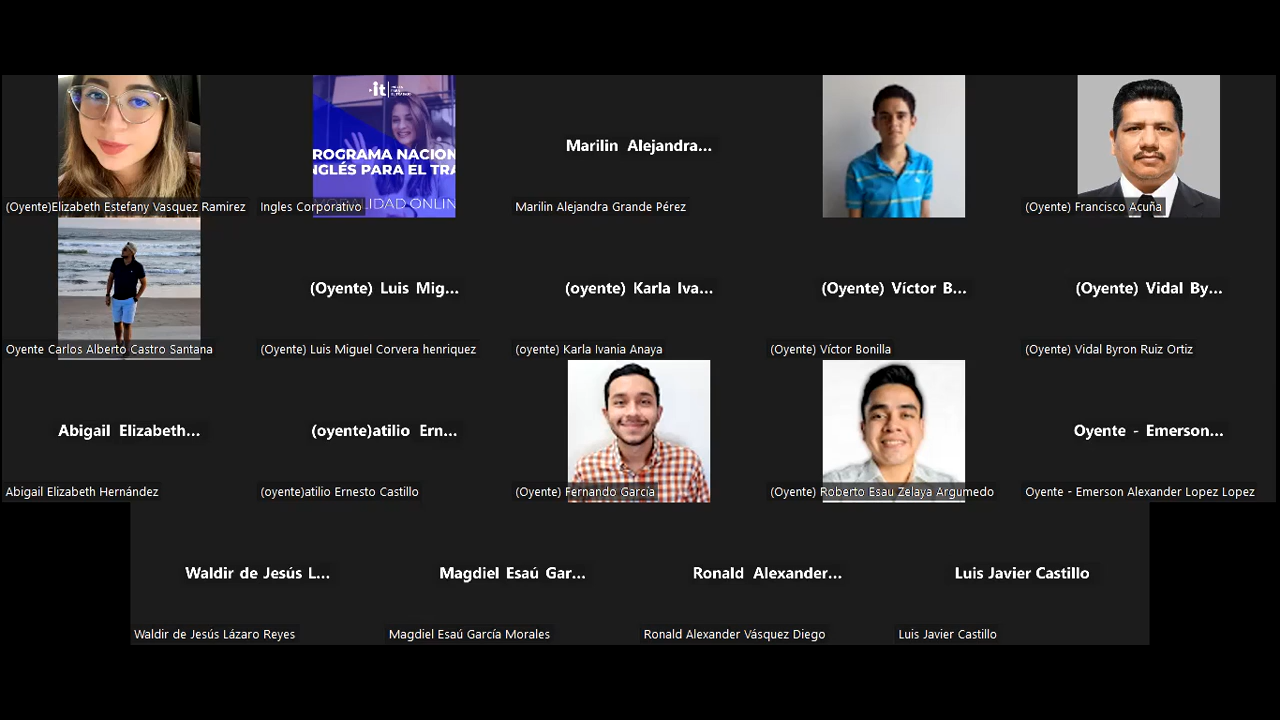 it
ROGRAMA NACION
NGLÉS PARA EL TRA
LIDAD ONLIN
Marilin Alejandra...
(Oyente)Elizabeth Estefany Vasquez Ramirez
Ingles Corporativo
Marilin Alejandra Grande Pérez
(Oyente) Francisco Acuña
(Oyente) Luis Mig...
(oyente) Karla Iva...
(Oyente) Víctor B...
(Oyente) Vidal By...
Oyente Carlos Alberto Castro Santana
(Oyente) Luis Miguel Corvera henriquez
(oyente) Karla Ivania Anaya
(Oyente) Víctor Bonilla
(Oyente) Vidal Byron Ruiz Ortiz
Abigail Elizabeth...
(oyente)atilio Ern...
Oyente - Emerson...
Abigail Elizabeth Hernández
(oyente)atilio Ernesto Castillo
(Oyente) Fernando García
(Oyente) Roberto Esau Zelaya Argumedo
Oyente - Emerson Alexander Lopez Lopez
Waldir de Jesús L...
Magdiel Esaú Gar...
Ronald Alexander...
Luis Javier Castillo
Waldir de Jesús Lázaro Reyes
Magdiel Esaú García Morales
Ronald Alexander Vásquez Diego
Luis Javier Castillo